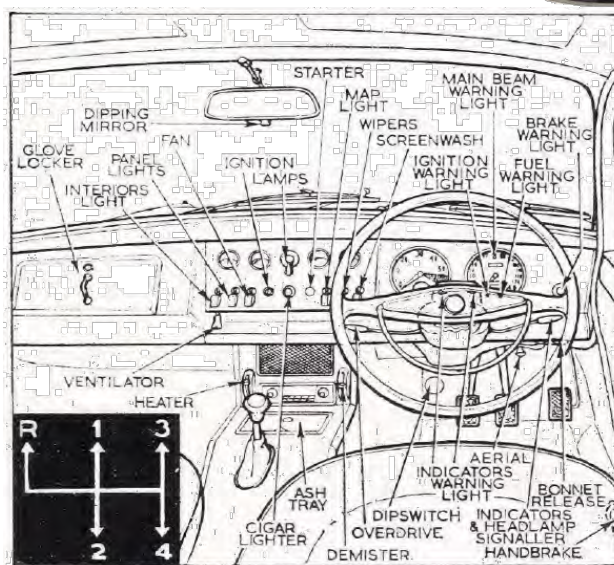 STARTER
MAP
LIGHT
MAIN BEAM
WARNING
LIGHT
DIPPING
MIRROR
WIPERS
SCREENWASH
BRAKE
WARNING
LIGHT
GLOVE
LOCKER
FAN
PANEL
LIGHTS
IGNITION
LAMPS
IGNITION
WARNING
LIGHT
FUEL
WARNING
LIGHT
INTERIORS
LIGHT
VENTILATOR
HEATER
R 1 3
2 4
ASH
TRAY
CIGAR
LIGHTER
DEMISTER.
OVERDRIVE
DIPSWITCH
AERIAL
INDICATORS
WARNING
LIGHT
BONNET
RELEASE
INDICATORS
& HEADLAMP
SIGNALLER
HANDBRAKE